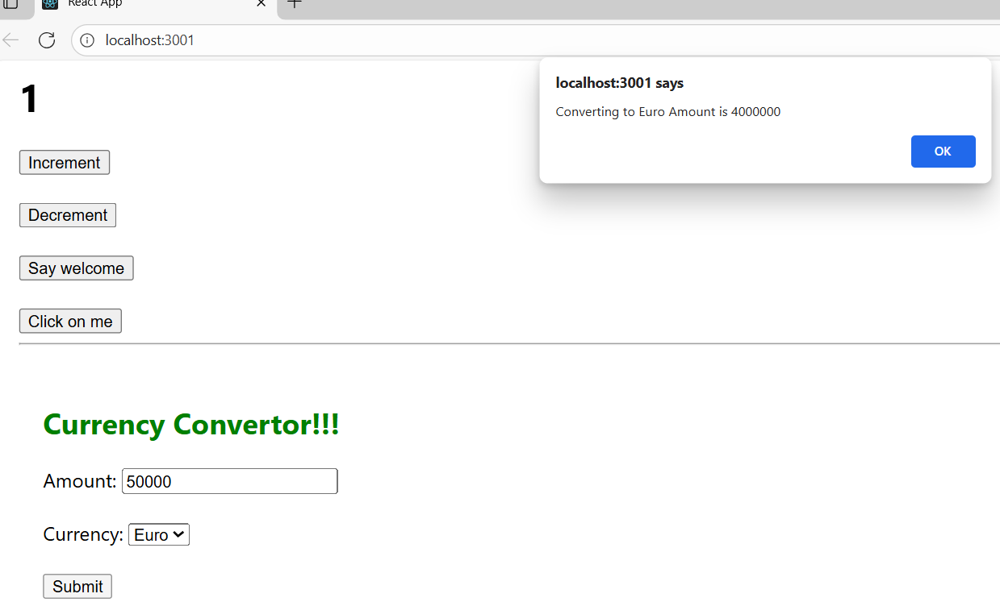 React App
localhost:3001
localhost:3001 says
Converting to Euro Amount is 4000000
OK
1
Increment
Decrement
Say welcome
Click on me
Currency Convertor!!!
Amount: 50000
Currency: Euro
Submit